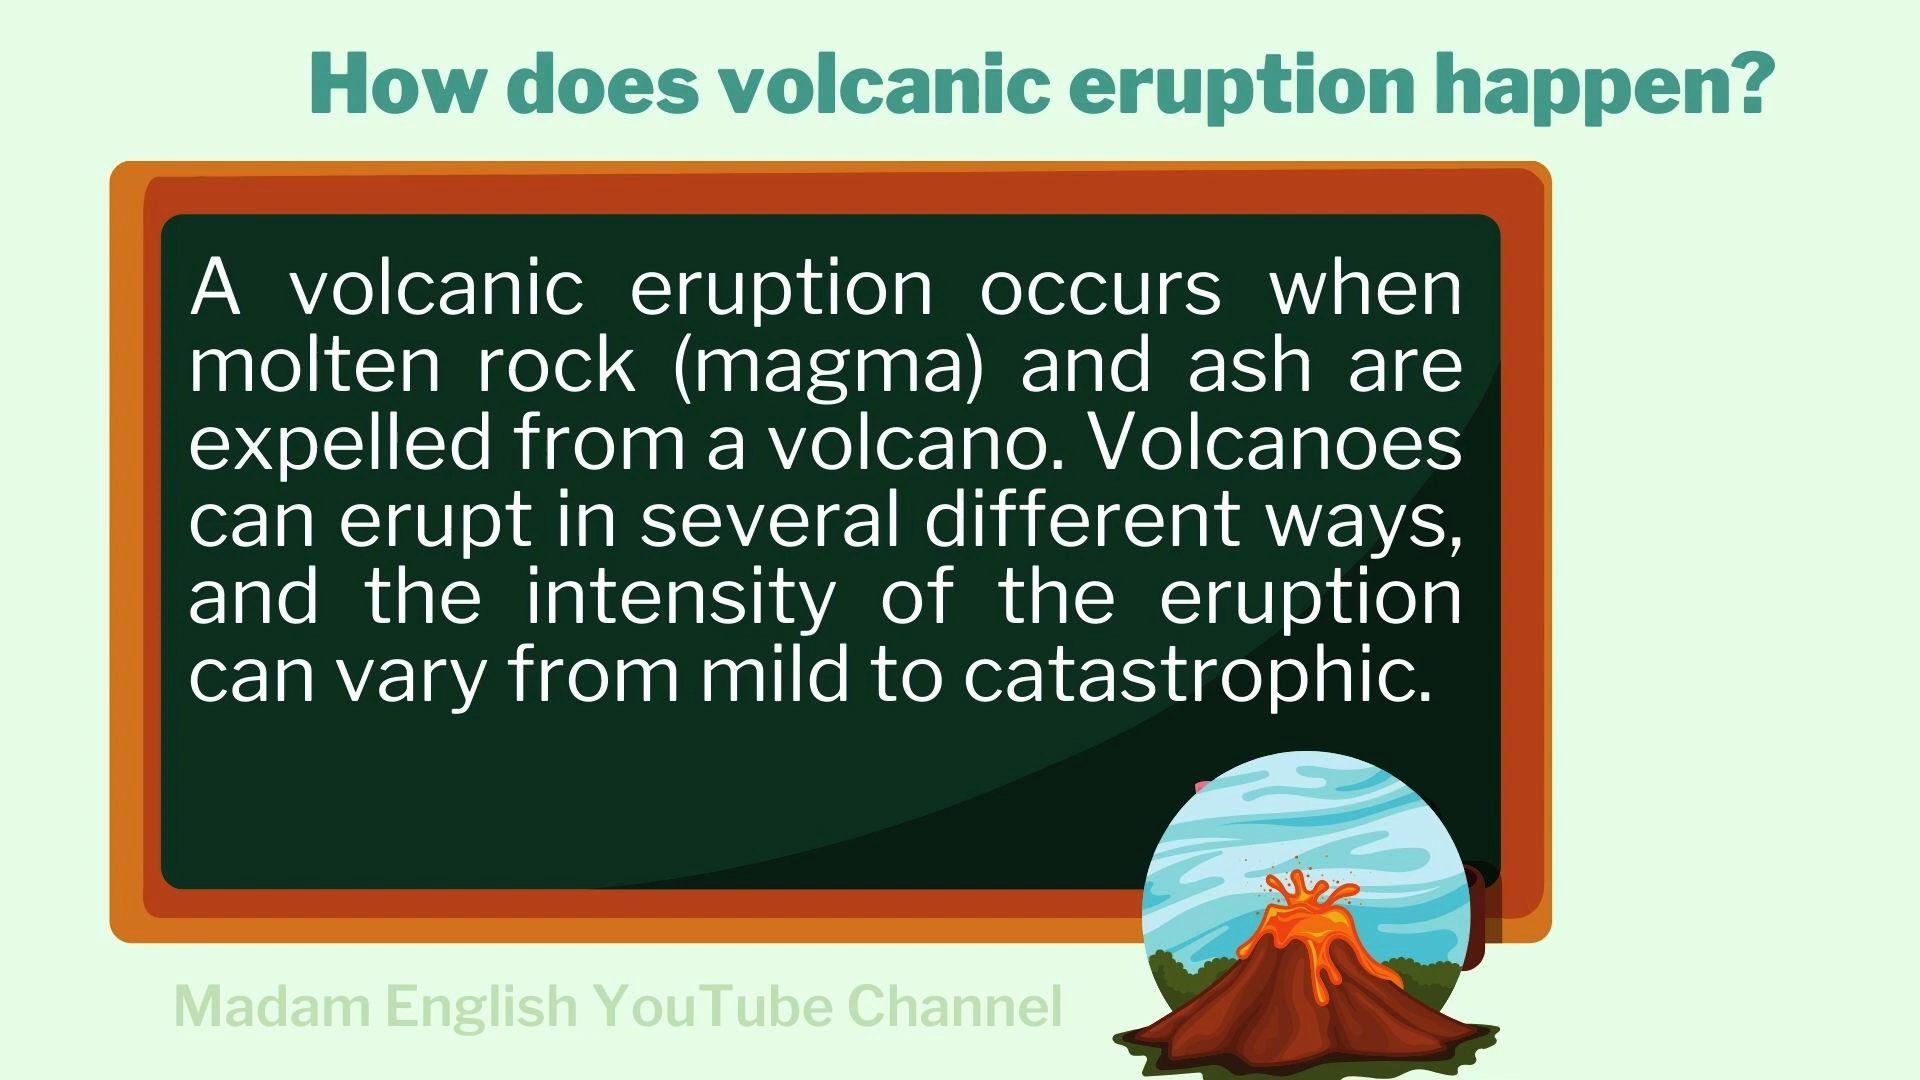 How does volcanic eruption happen?
A volcanic eruption occurs when
molten rock (magma) and ash are
expelled from a volcano. Volcanoes
can erupt in several different ways,
and the intensity of the eruption
can vary from mild to catastrophic.
Madam English YouTube Channel